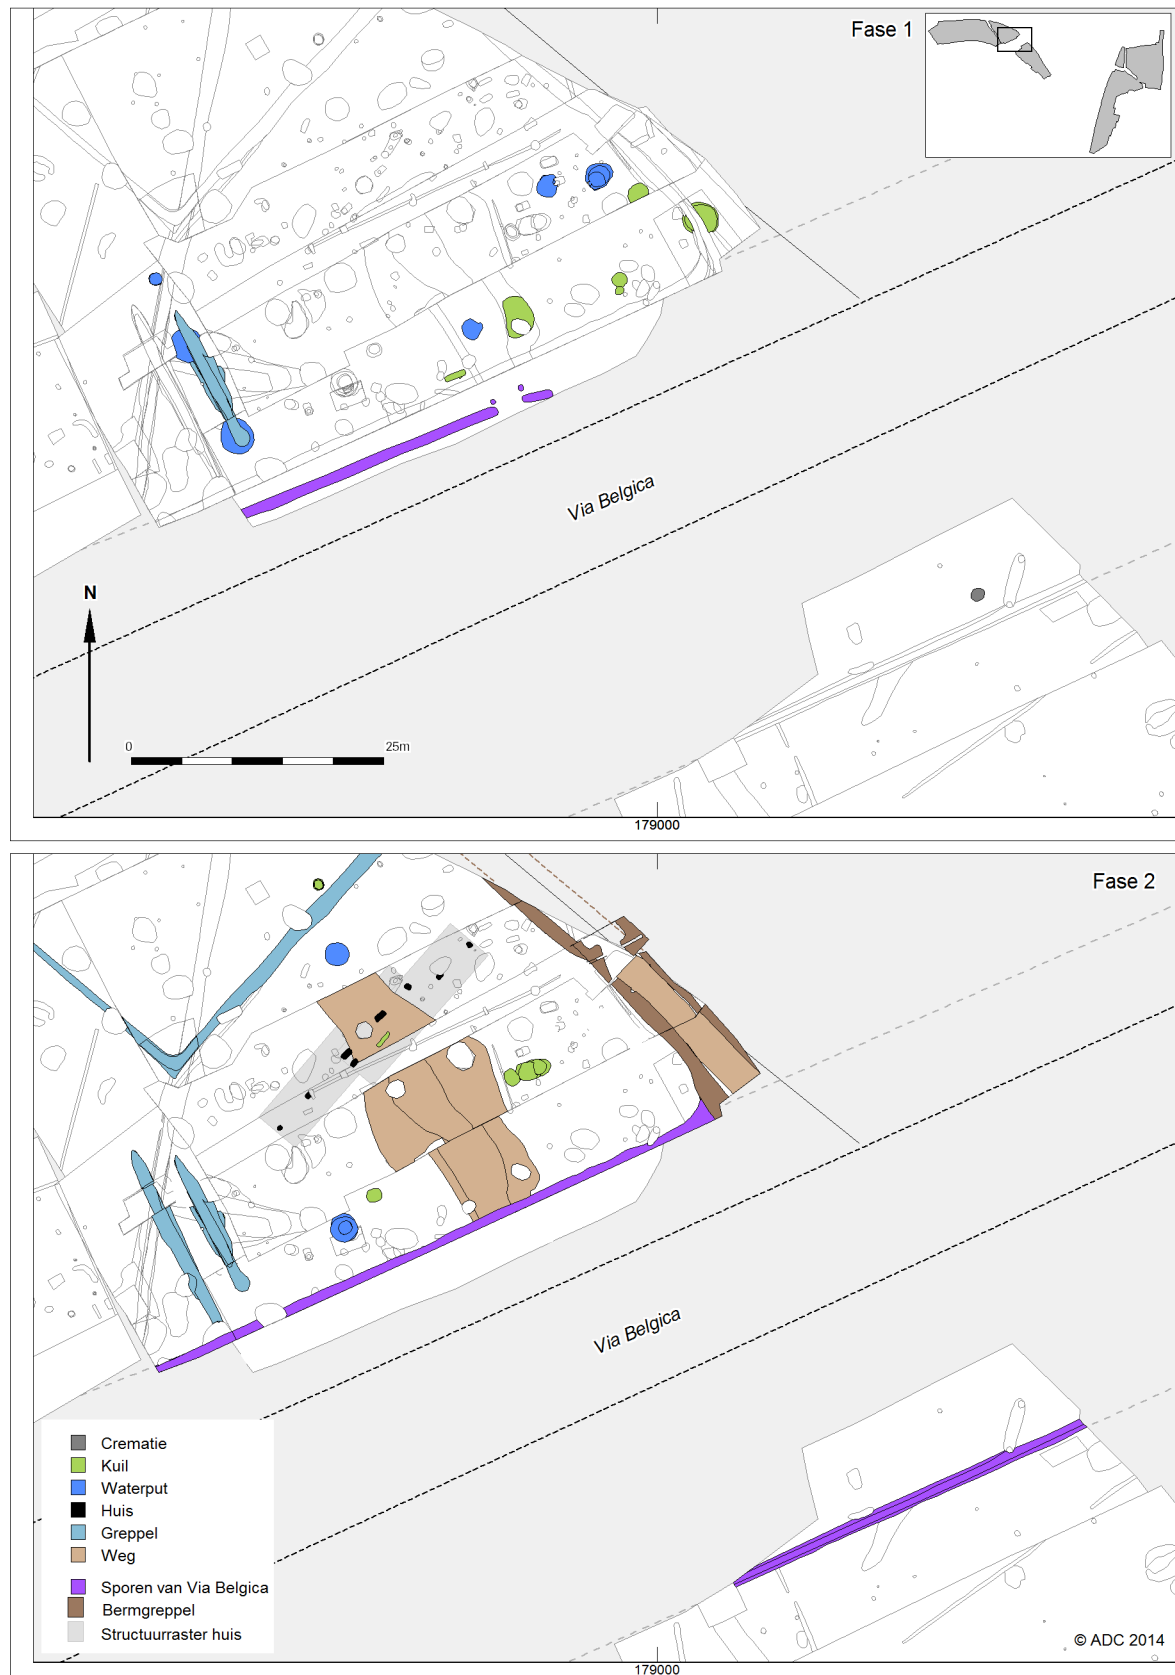 Fase 1
Via Belgica
N
0 25m
179000
Fase 2
Via Belgica
Crematie
Kuil
Waterput
Huis
Greppel
Weg
Sporen van Via Belgica
Bermgreppel
Structuurraster huis
© ADC 2014
179000